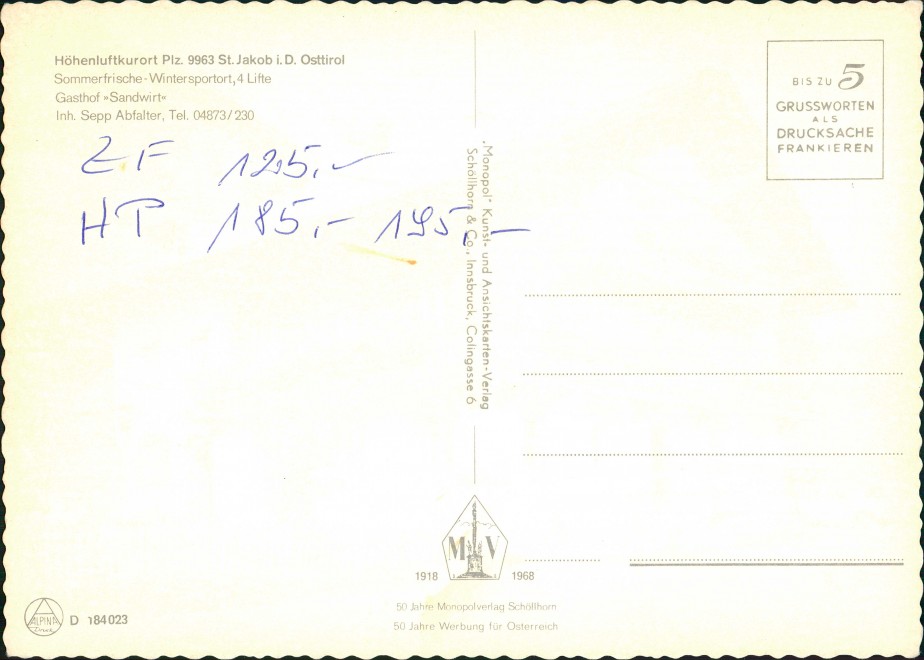 Höhenluftkurort Plz. 9963 St. Jakob i. D. Osttirol
Sommerfrische-Wintersportort, 4 Lifte
Gasthof »Sandwirt«
Inh. Sepp Abfalter, Tel. 04873/230
ZF 125,-
HP 185,- 195,-
„Monopol" Kunst- und Ansichtskarten-Verlag
Schöllhorn & Co., Innsbruck, Colingasse 6
BIS ZU 5
GRUSSWORTEN
ALS
DRUCKSACHE
FRANKIEREN
M V
1918 1968
50 Jahre Monopolverlag Schöllhorn
50 Jahre Werbung für Österreich
ALPINA
Druck
D 184023